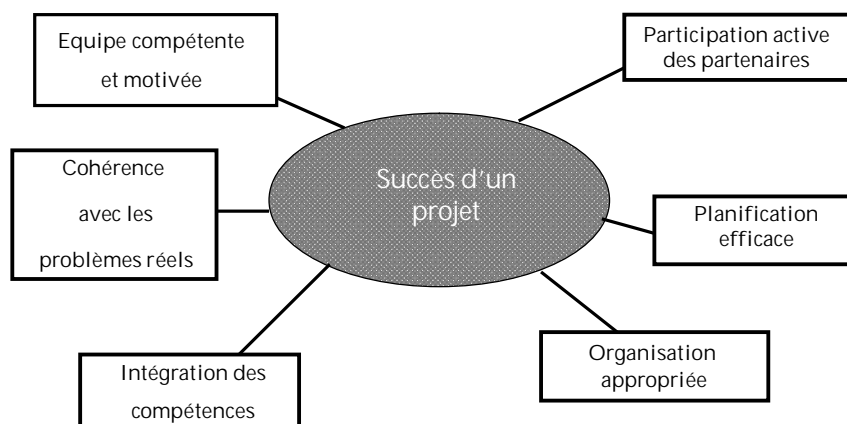 Equipe compétente
et motivée
Participation active
des partenaires
Cohérence
avec les
problèmes réels
Succès d'un
projet
Planification
efficace
Intégration des
compétences
Organisation
appropriée